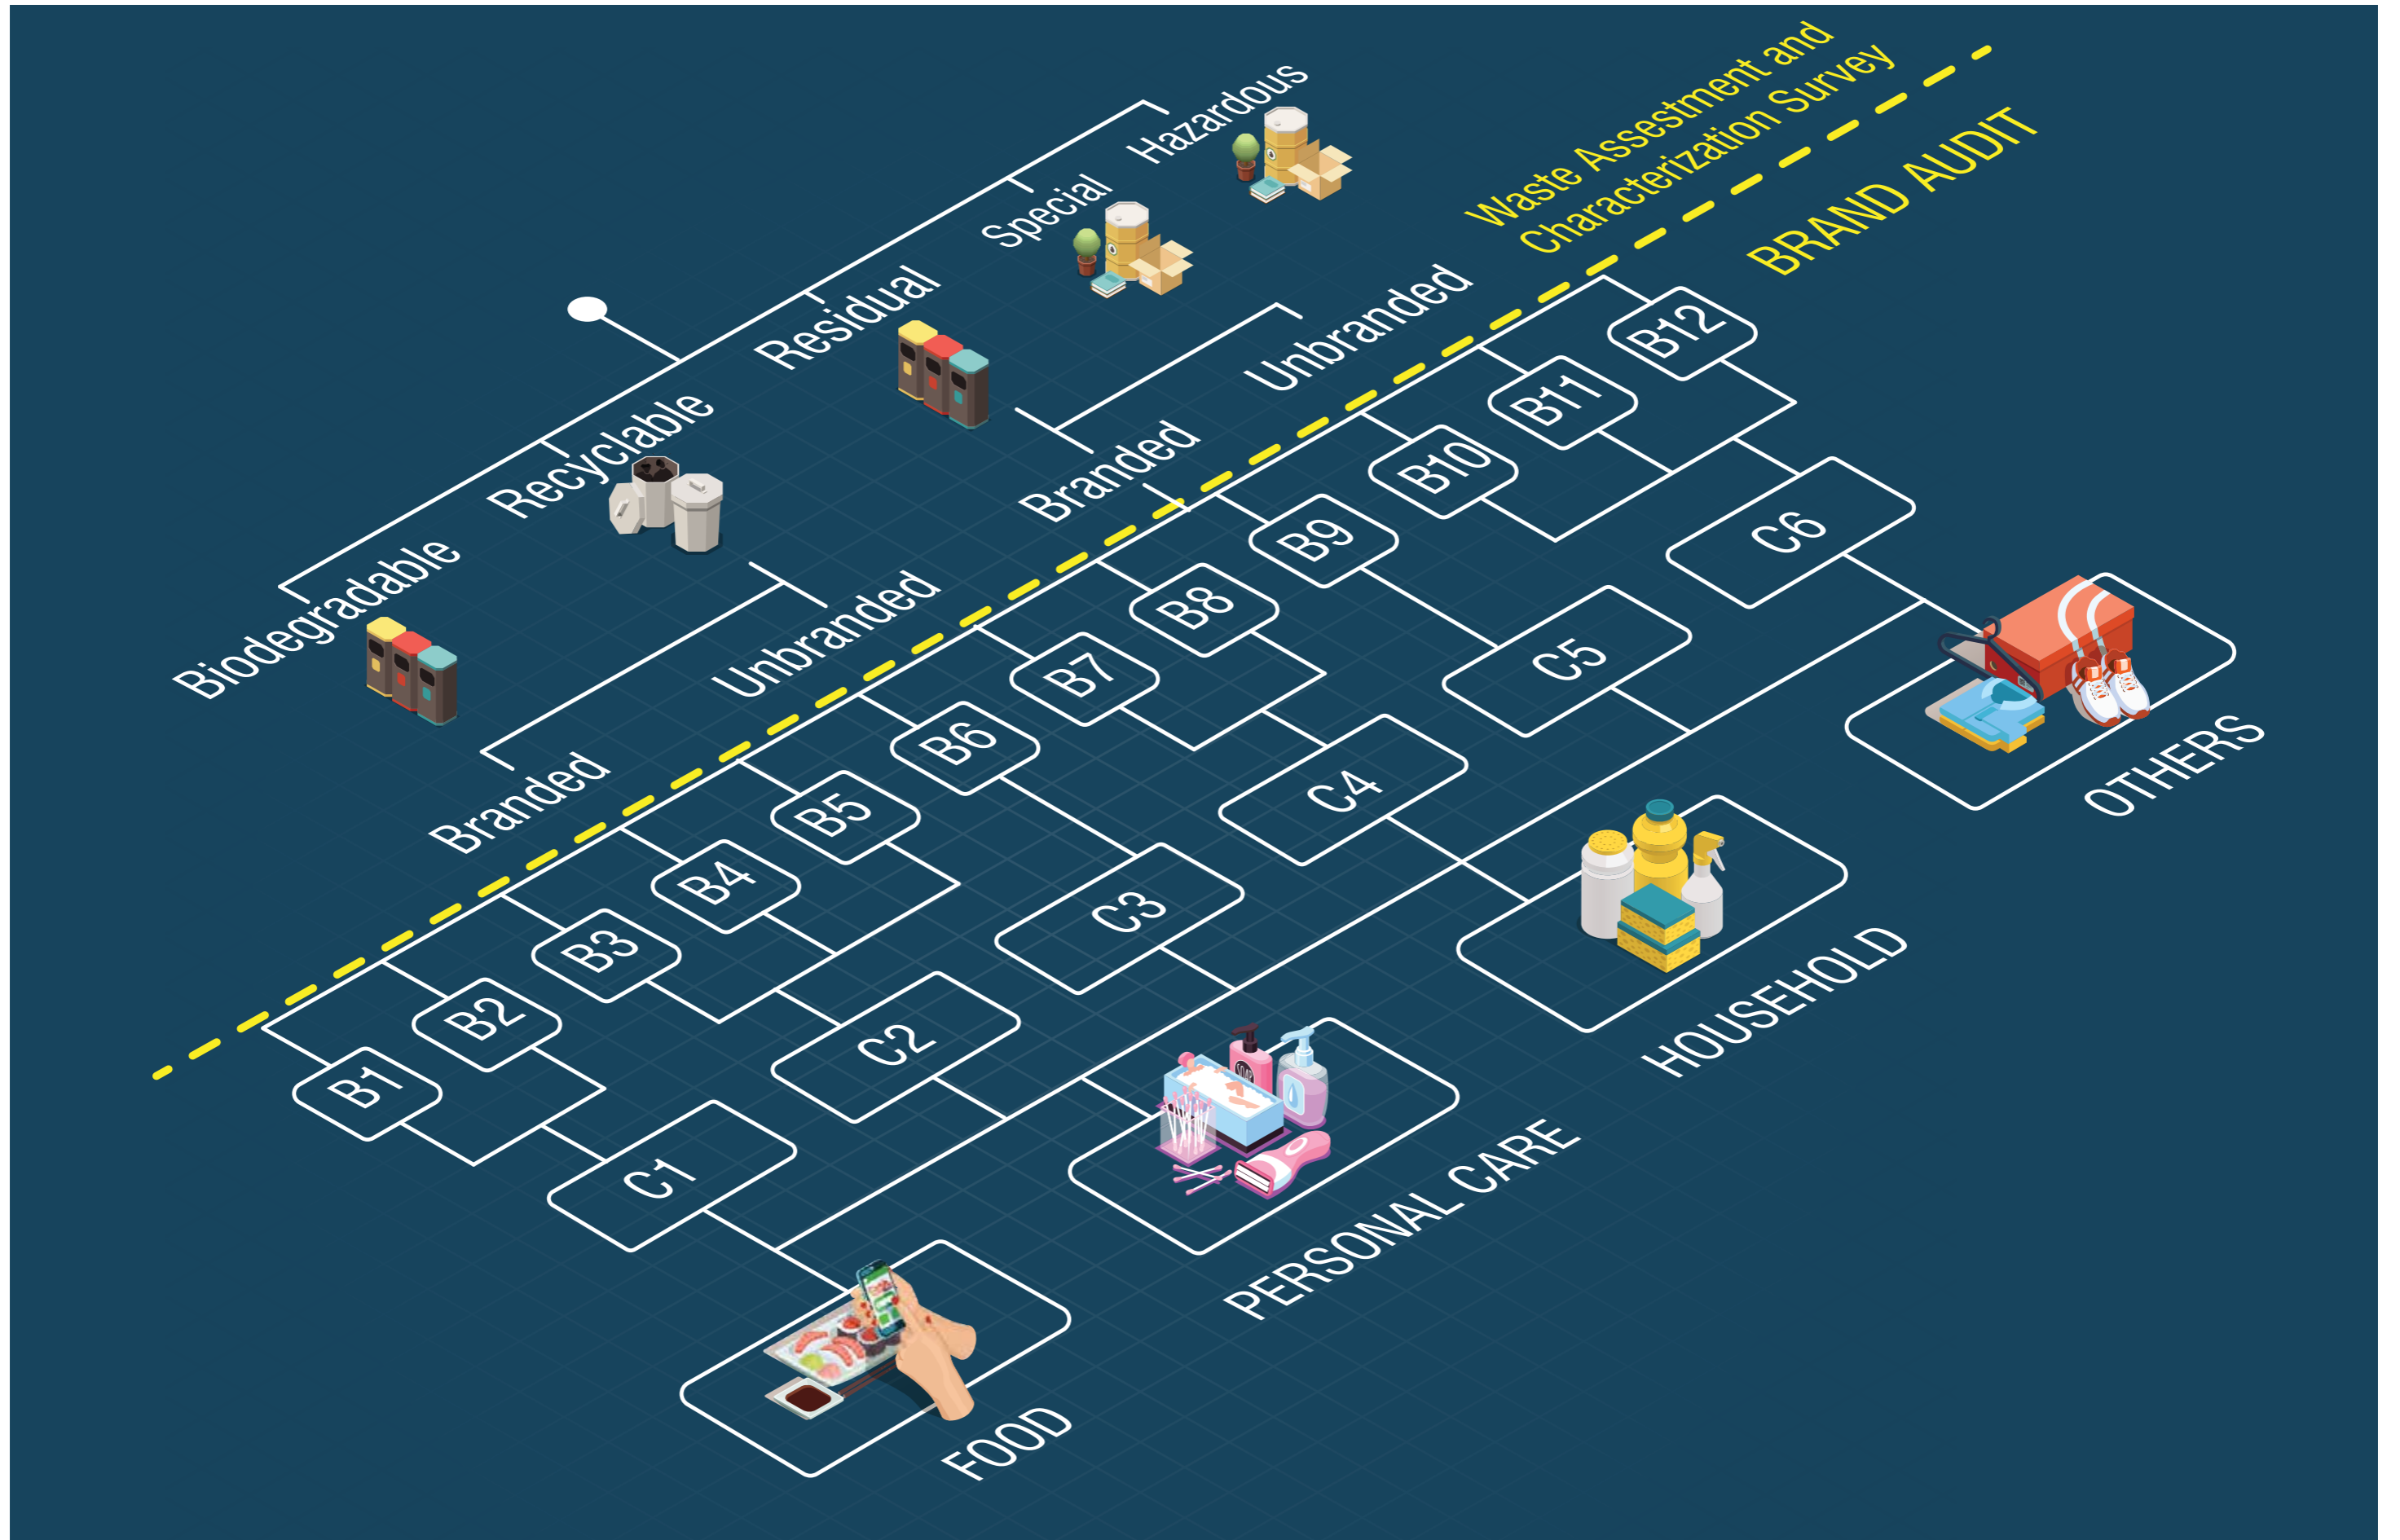 Waste Assestment and
Characterization Survey
BRAND AUDIT
Hazardous
Special
Residual
Recyclable
Biodegradable
Unbranded
Branded
Unbranded
Branded
B12
B11
B10
B9
B8
B7
B6
B5
B4
B3
B2
B1
C6
C5
C4
C3
C2
C1
OTHERS
HOUSEHOLD
SOAP
PERSONAL CARE
FOOD